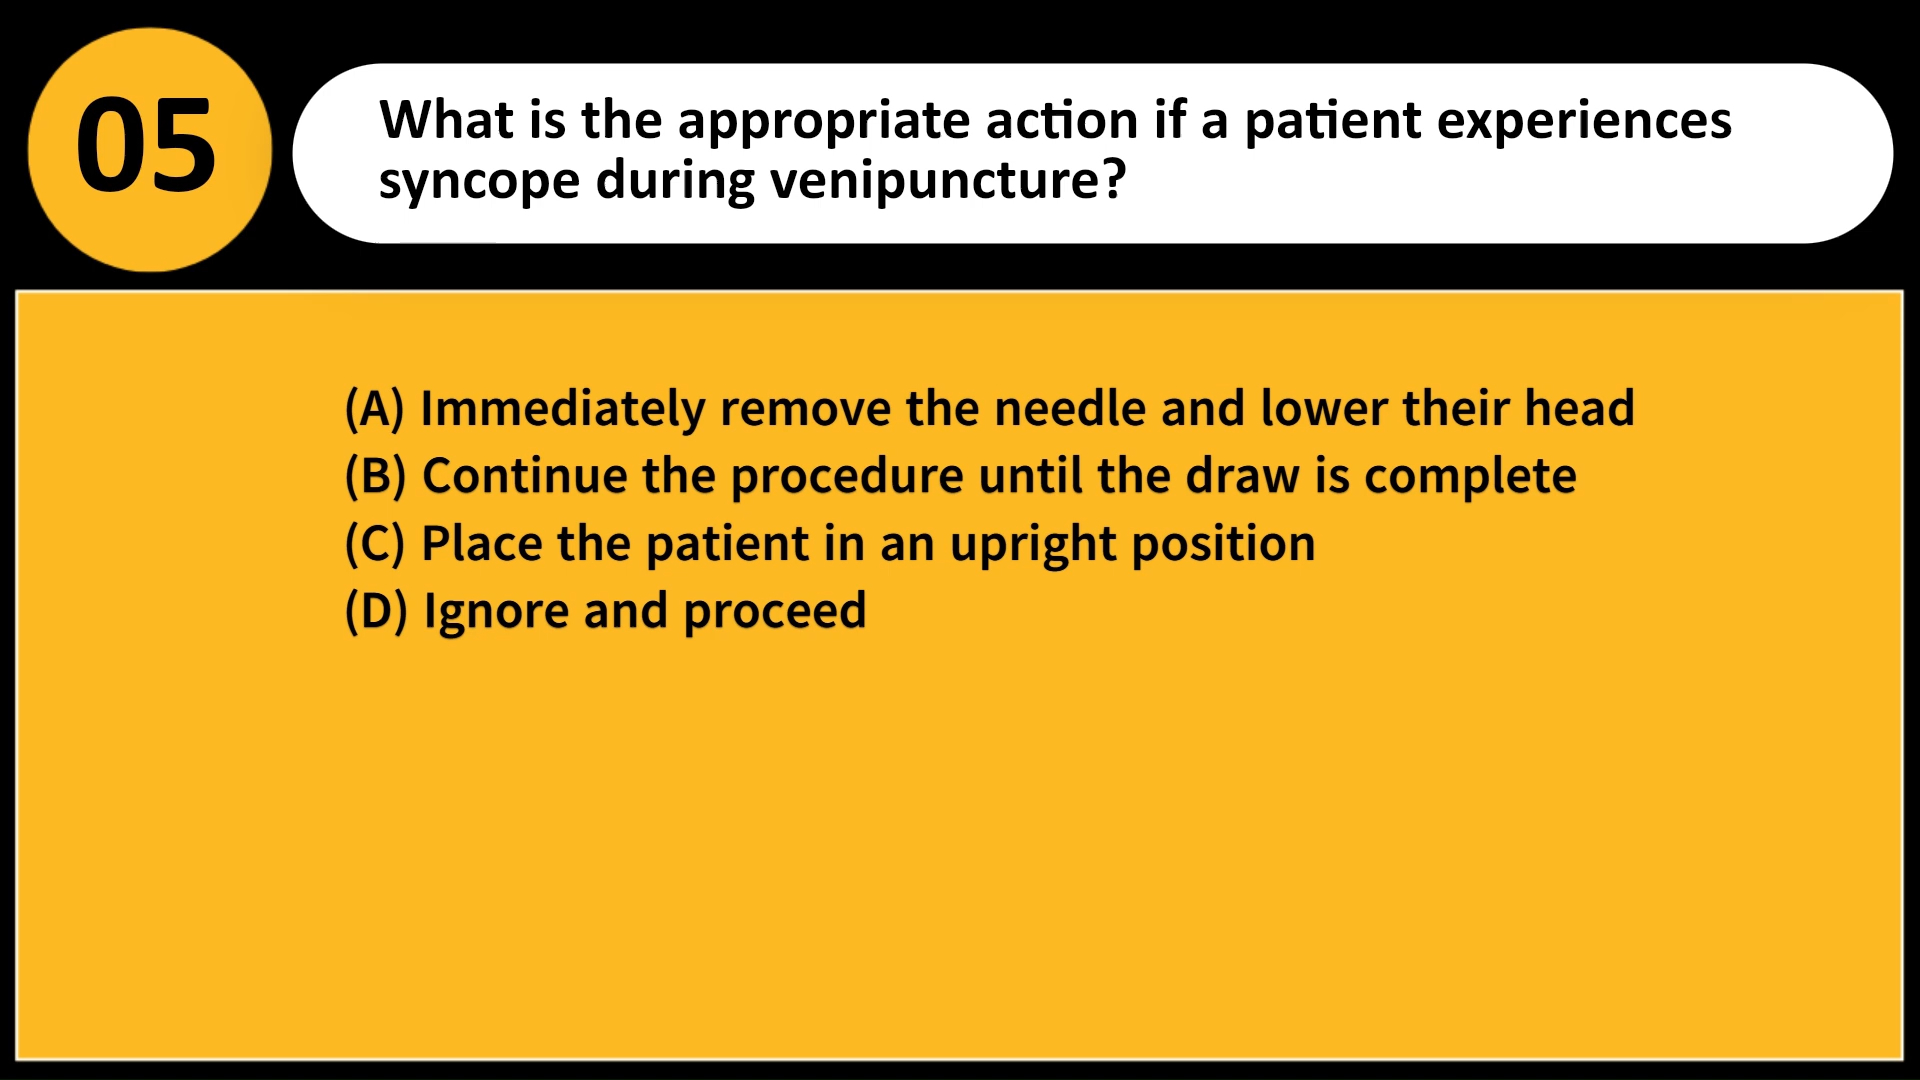 05
What is the appropriate action if a patient experiences
syncope during venipuncture?
(A) Immediately remove the needle and lower their head
(B) Continue the procedure until the draw is complete
(C) Place the patient in an upright position
(D) Ignore and proceed